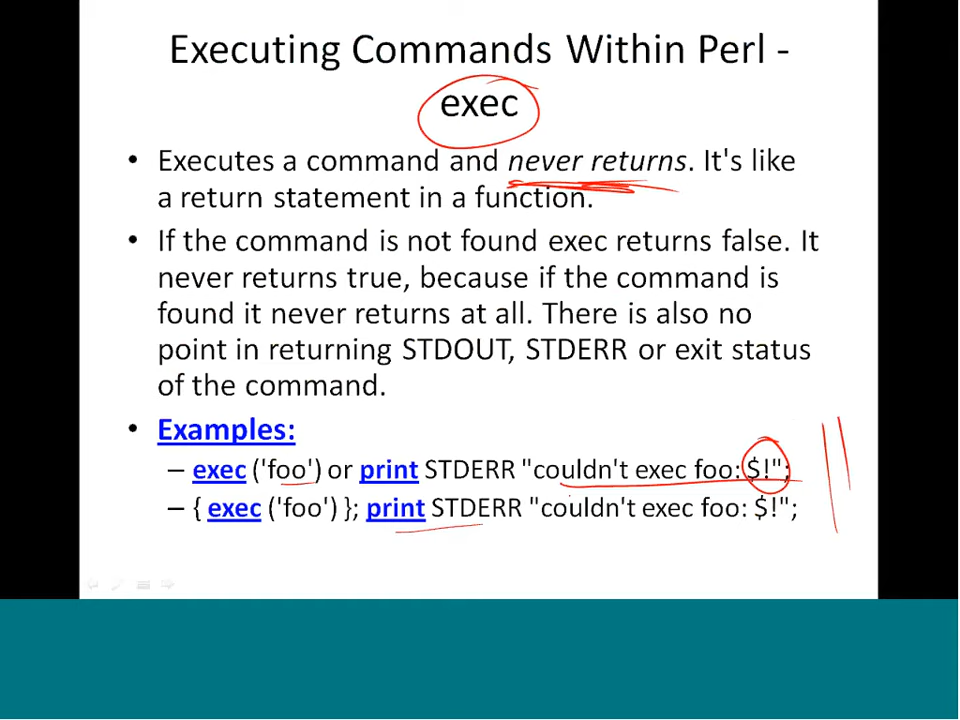 Executing Commands Within Perl -
exec
• Executes a command and never returns. It's like
a return statement in a function.
• If the command is not found exec returns false. It
never returns true, because if the command is
found it never returns at all. There is also no
point in returning STDOUT, STDERR or exit status
of the command.
• Examples:
– exec ('foo') or print STDERR "couldn't exec foo: $!";
– { exec ('foo') }; print STDERR "couldn't exec foo: $!";